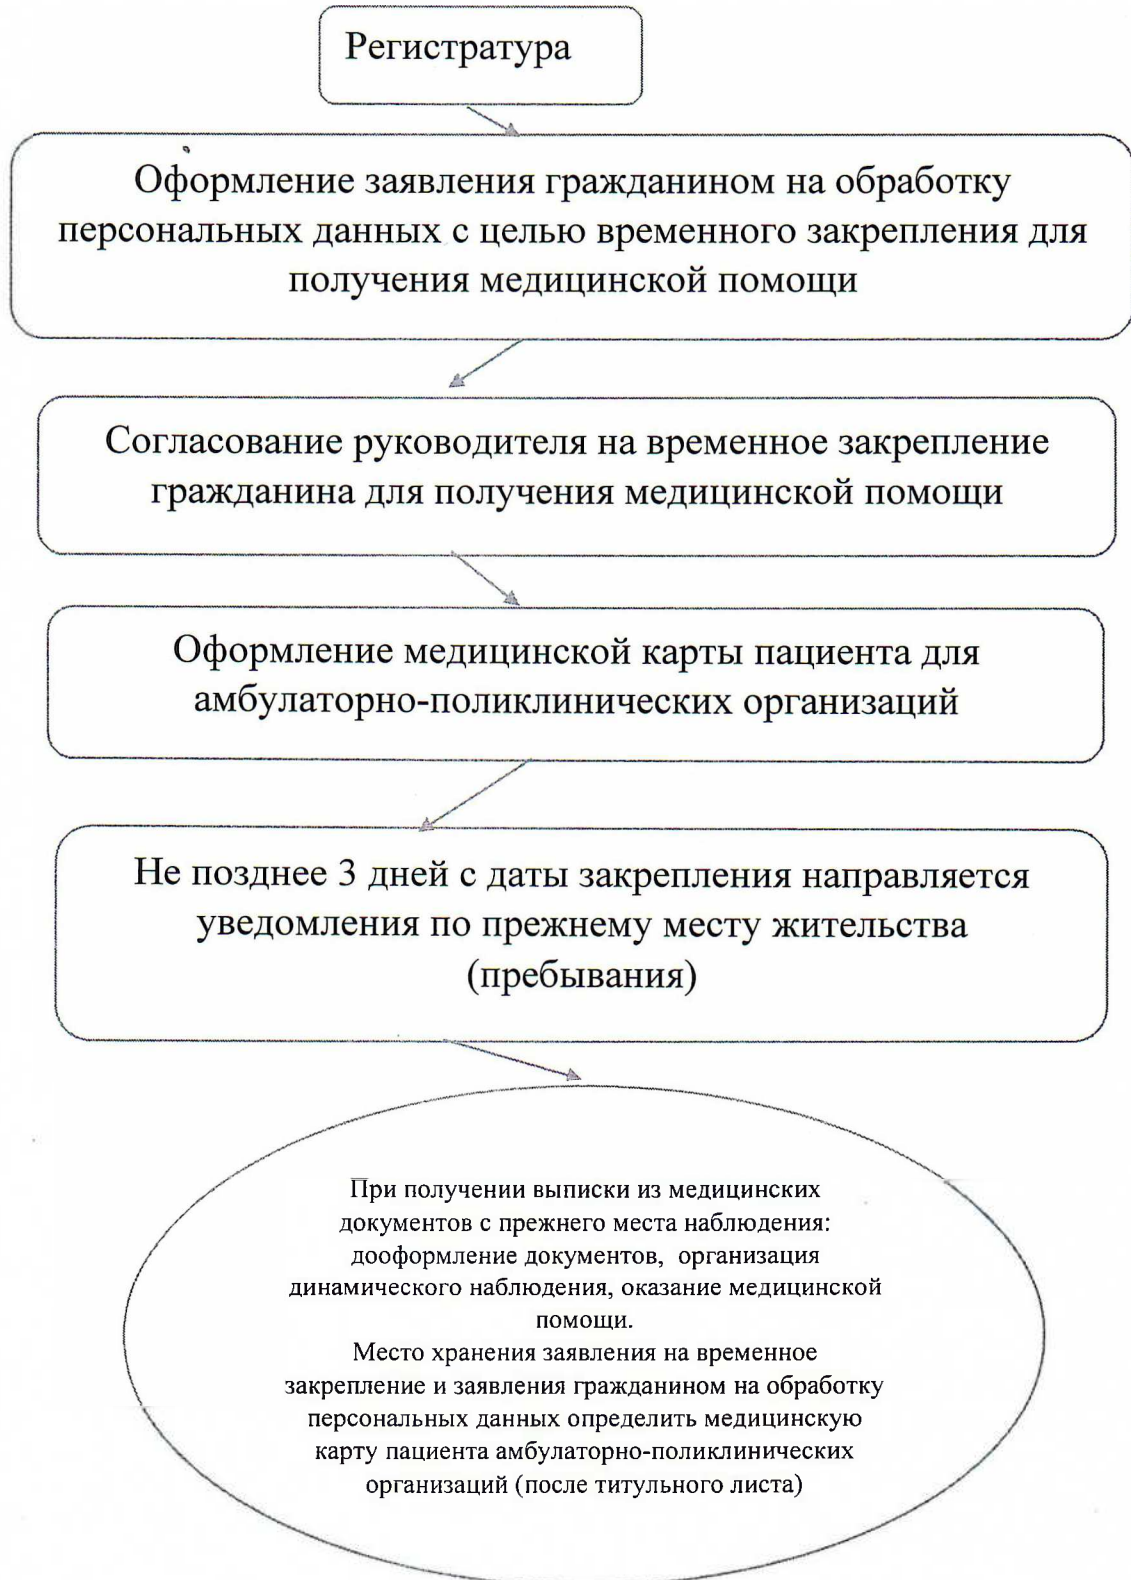 Регистратура
Оформление заявления гражданином на обработку
персональных данных с целью временного закрепления для
получения медицинской помощи
Согласование руководителя на временное закрепление
гражданина для получения медицинской помощи
Оформление медицинской карты пациента для
амбулаторно-поликлинических организаций
Не позднее 3 дней с даты закрепления направляется
уведомления по прежнему месту жительства
(пребывания)
При получении выписки из медицинских
документов с прежнего места наблюдения:
дооформление документов, организация
динамического наблюдения, оказание медицинской
помощи.
Место хранения заявления на временное
закрепление и заявления гражданином на обработку
персональных данных определить медицинскую
карту пациента амбулаторно-поликлинических
организаций (после титульного листа)